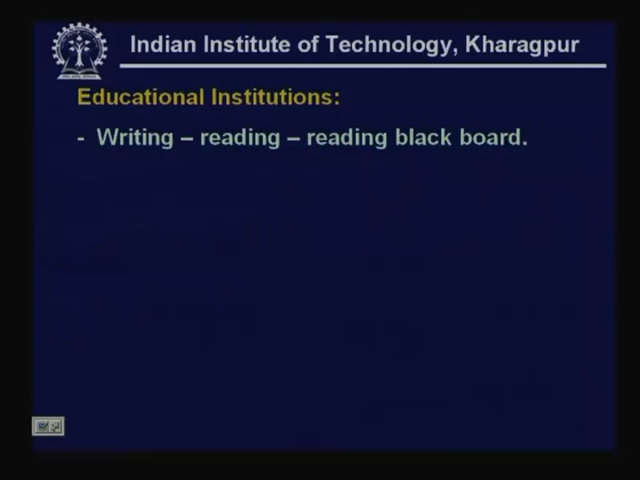 Indian Institute of Technology, Kharagpur
Educational Institutions:
- Writing – reading – reading black board.